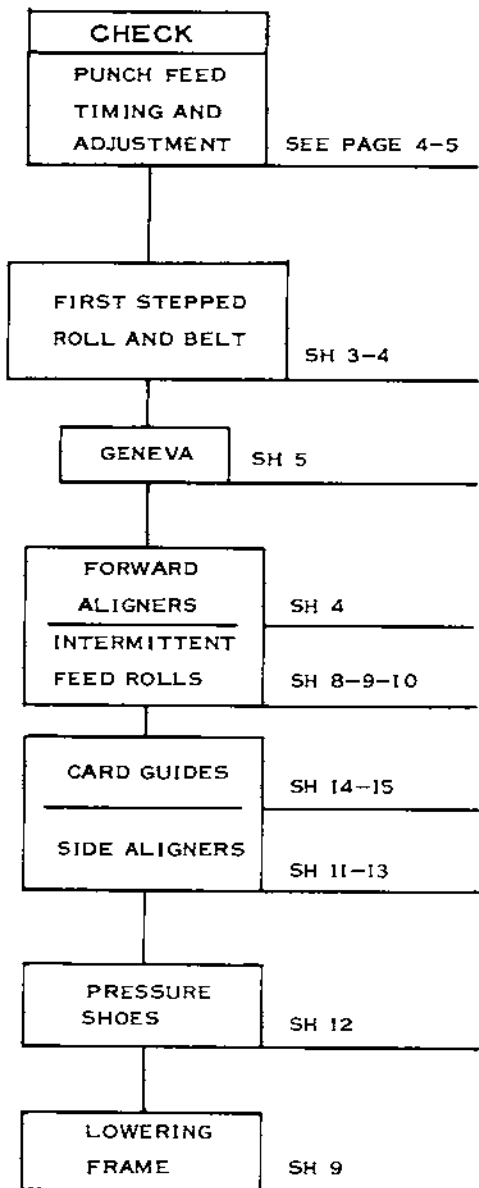 CHECK
PUNCH FEED
TIMING AND
ADJUSTMENT SEE PAGE 4-5
FIRST STEPPED
ROLL AND BELT
SH 3-4
GENEVA SH 5
FORWARD
ALIGNERS SH 4
INTERMITTENT
FEED ROLLS SH 8-9-10
CARD GUIDES SH 14-15
SIDE ALIGNERS SH 11-13
PRESSURE
SHOES SH 12
LOWERING
FRAME SH 9